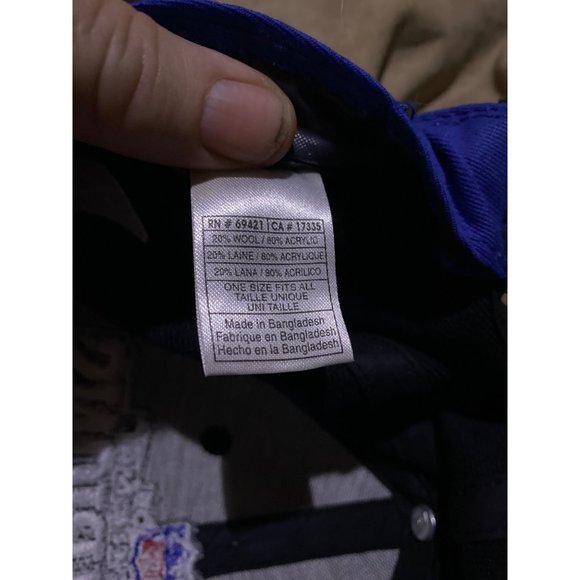 RN # 69421 CA # 17335
20% WOOL / 80% ACRYLIC
20% LAINE / 80% ACRYLIQUE
20% LANA / 80% ACRILICO
ONE SIZE FITS ALL
TAILLE UNIQUE
UNI TAILLE
Made in Bangladesh
Fabrique en Bangladesh
Hecho en la Bangladesh